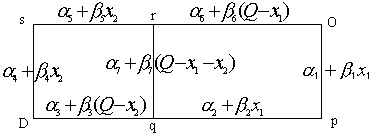 α₅+β₅x₂ α₆+β₆(Q−x₁)
s r O
α₄+β₄x₂ α₇+β₇(Q−x₁−x₂) α₁+β₁x₁
α₃+β₃(Q−x₂) α₂+β₂x₁
D q p